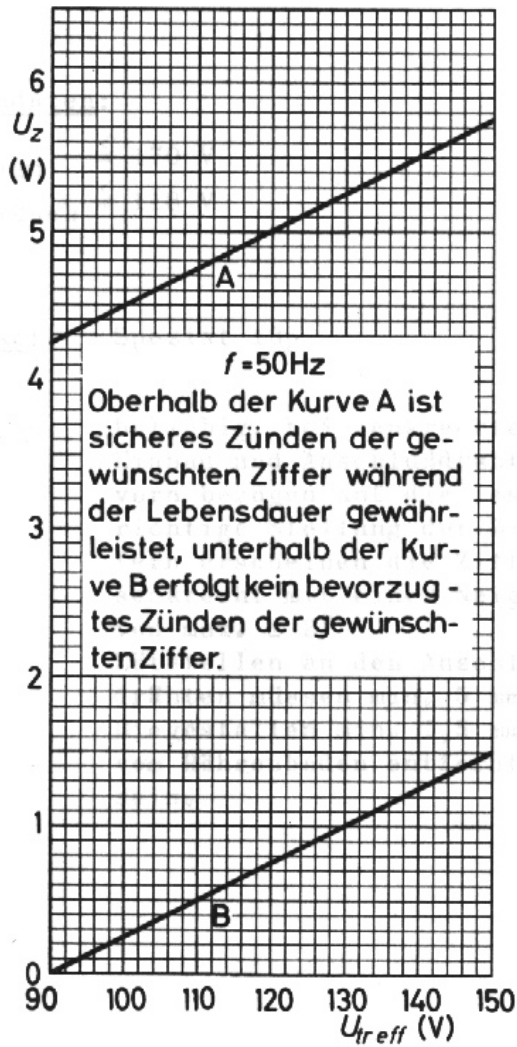 6
U_z
(V)
5
A
4
f=50Hz
Oberhalb der Kurve A ist
sicheres Zünden der ge-
wünschten Ziffer während
der Lebensdauer gewähr-
leistet, unterhalb der Kur-
ve B erfolgt kein bevorzug-
tes Zünden der gewünsch-
ten Ziffer.
3
2
1
B
0
90 100 110 120 130 140 150
U_tr eff (V)